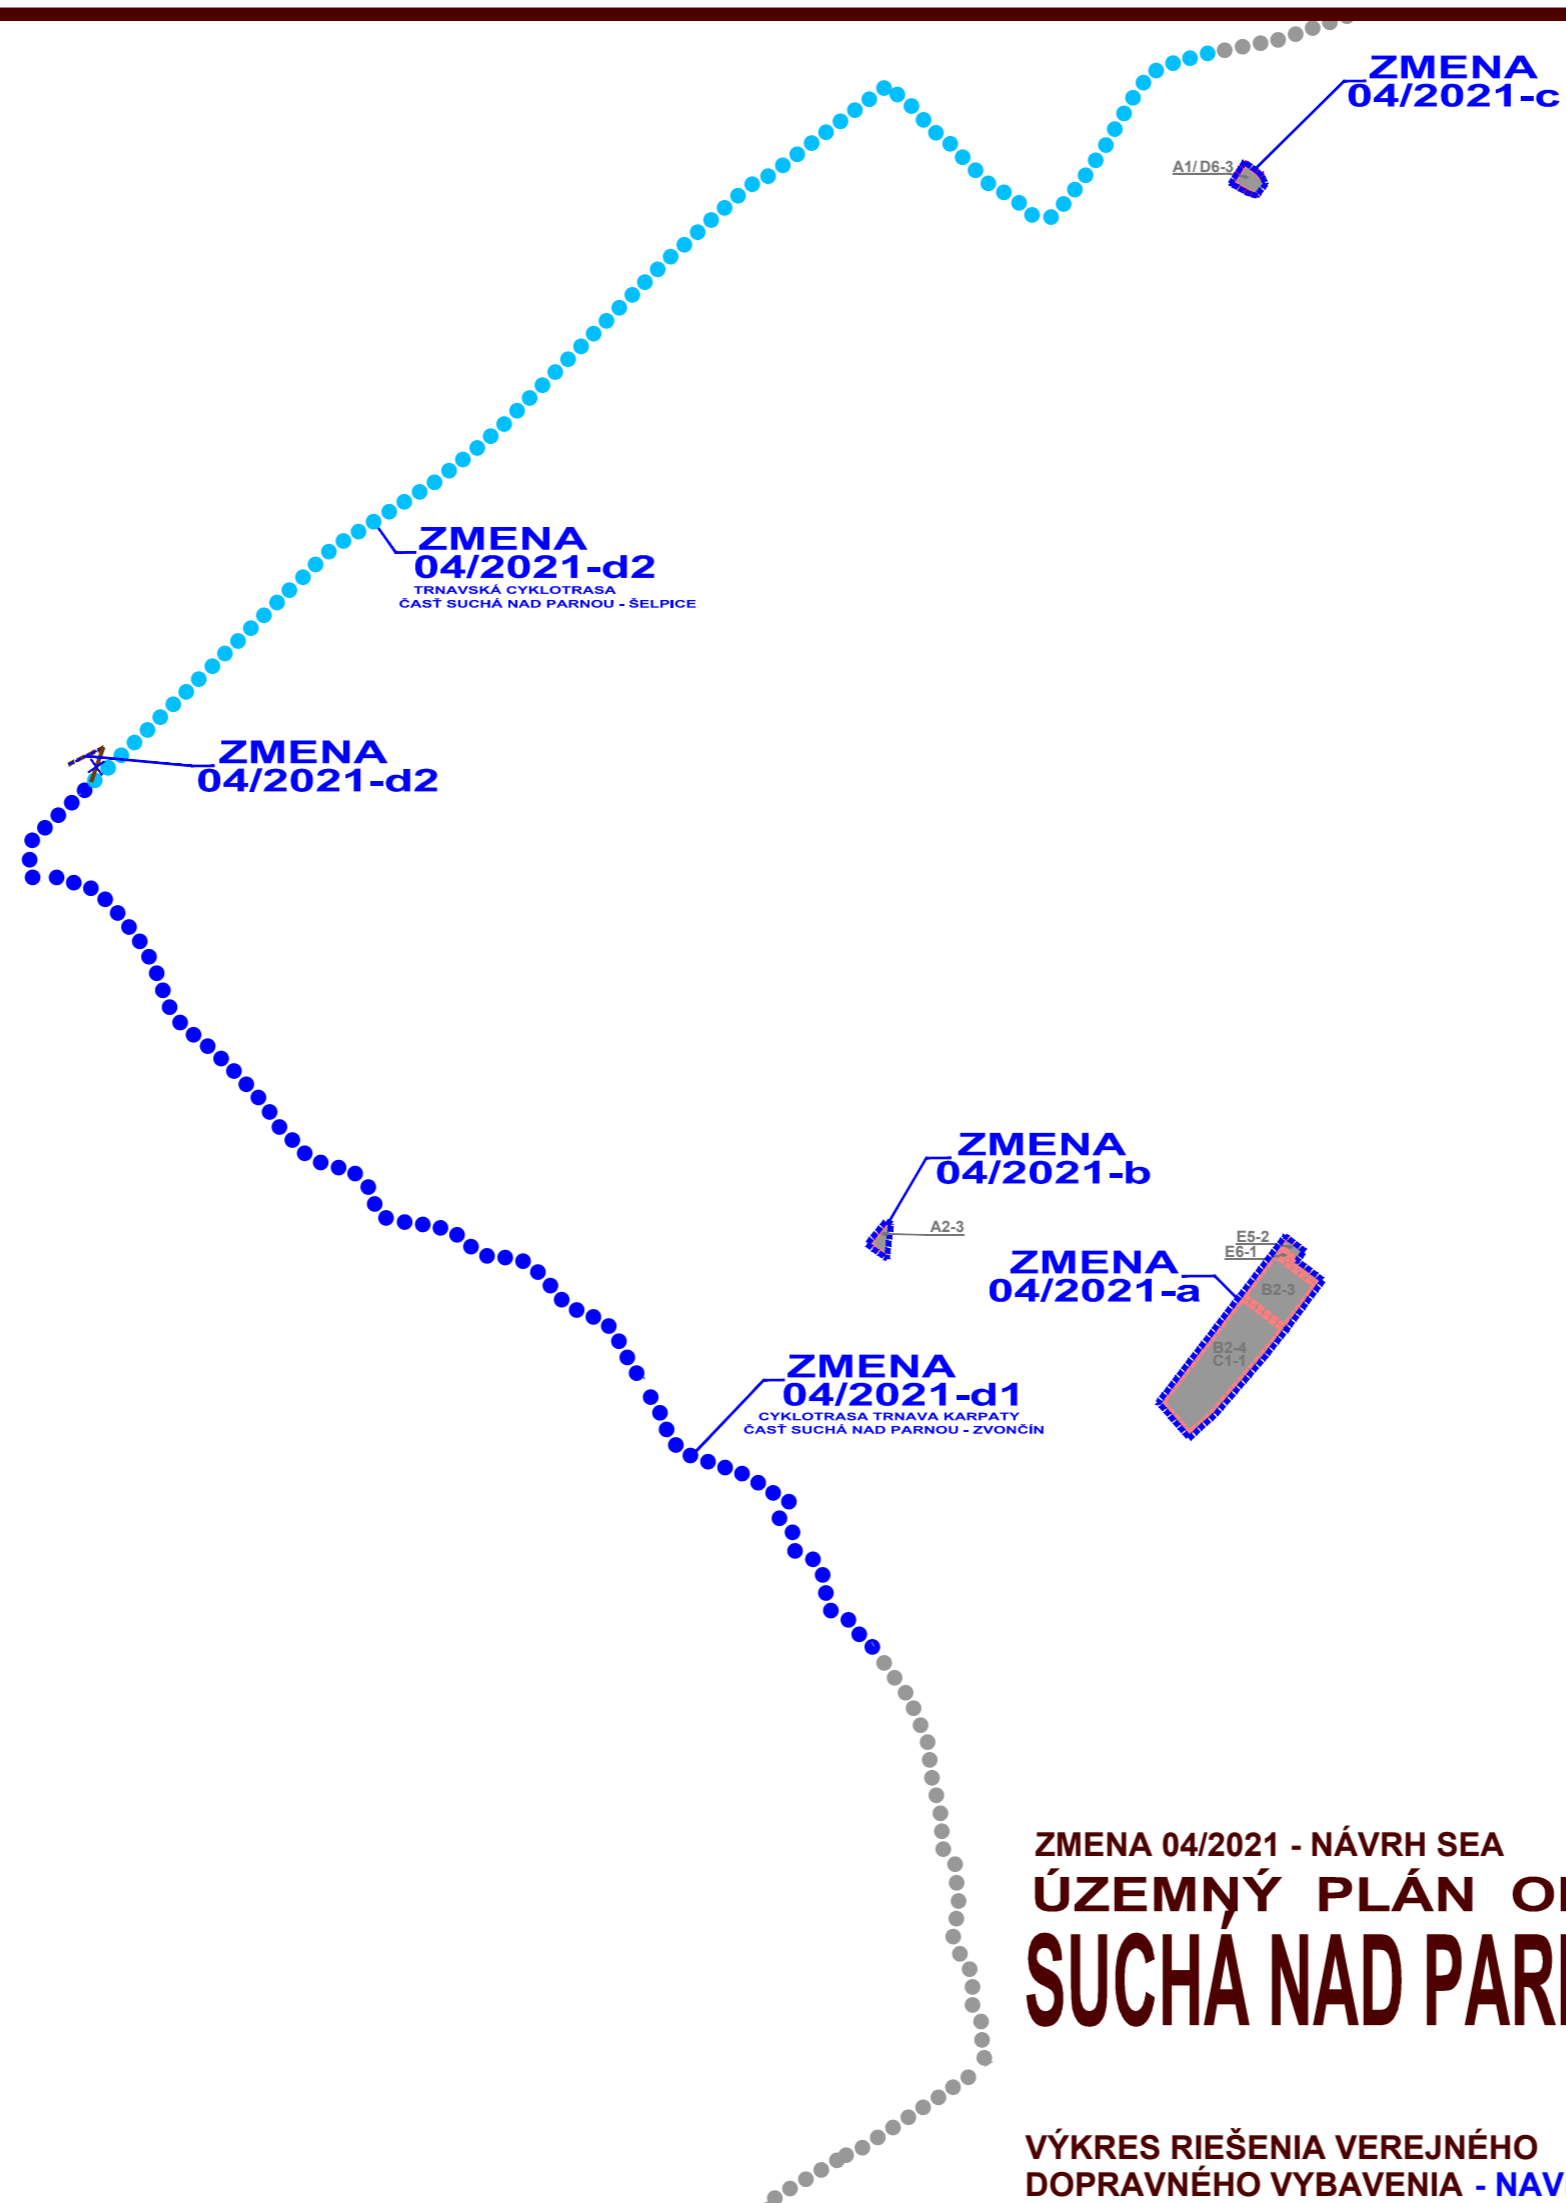 ZMENA
04/2021-c
A1/D6-3
ZMENA
04/2021-d2
TRNAVSKÁ CYKLOTRASA
ČASŤ SUCHÁ NAD PARNOU - ŠELPICE
ZMENA
04/2021-d2
ZMENA
04/2021-b
A2-3
E5-2
E6-1
ZMENA
04/2021-a
B2-3
B2-4
C1-1
ZMENA
04/2021-d1
CYKLOTRASA TRNAVA KARPATY
ČASŤ SUCHÁ NAD PARNOU - ZVONČÍN
ZMENA 04/2021 - NÁVRH SEA
ÚZEMNÝ PLÁN
SUCHÁ NAD
VÝKRES RIEŠENIA VEREJNÉHO
DOPRAVNÉHO VYBAVENIA - NAV